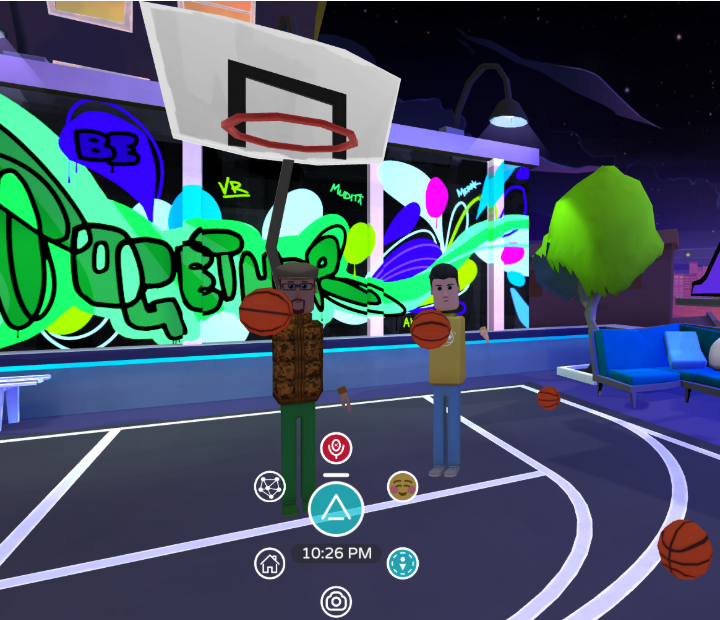 BE
VR
MUDITA
TOGETHER
10:26 PM